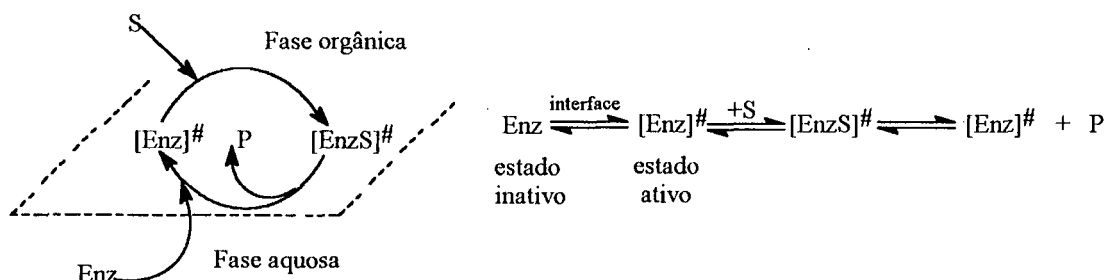 S
Fase orgânica
[Enz]# P [EnzS]#
Enz
Fase aquosa
Enz interface [Enz]# +S [EnzS]# [Enz]# + P
estado estado
inativo ativo